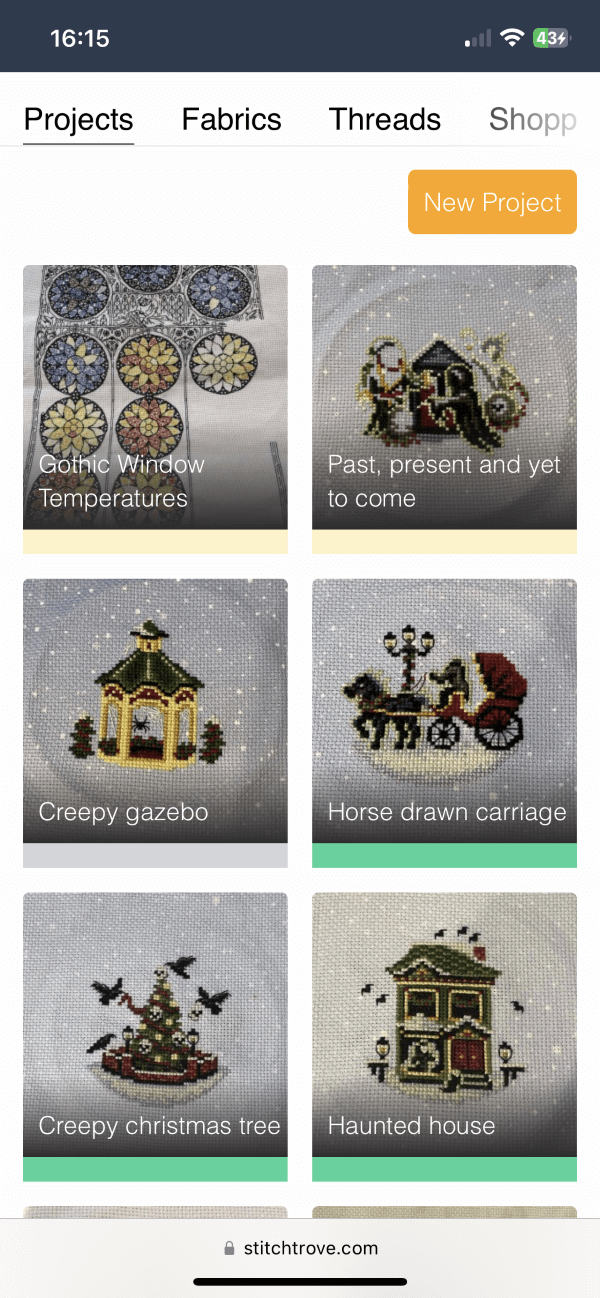 16:15
43
Projects Fabrics Threads Shopp
New Project
Gothic Window
Temperatures
Past, present and yet
to come
Creepy gazebo
Horse drawn carriage
Creepy christmas tree
Haunted house
stitchtrove.com